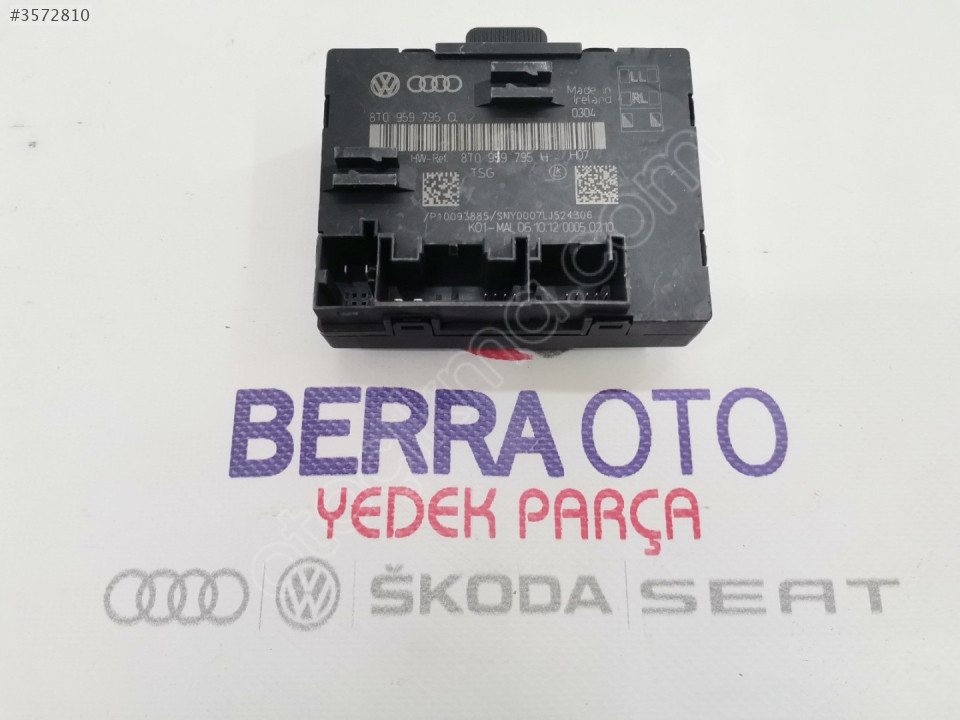 #3572810
Made in
Ireland
0304
LL
RL
8T0 959 795 Q
HW-Ref. 8T0 959 795 H H07
TSG
/P10093885/SNY0007LJ524306
K01-MAL 06.10.12 0005 0210
BERRA OTO
YEDEK PARÇA
ŠKODA SEAT